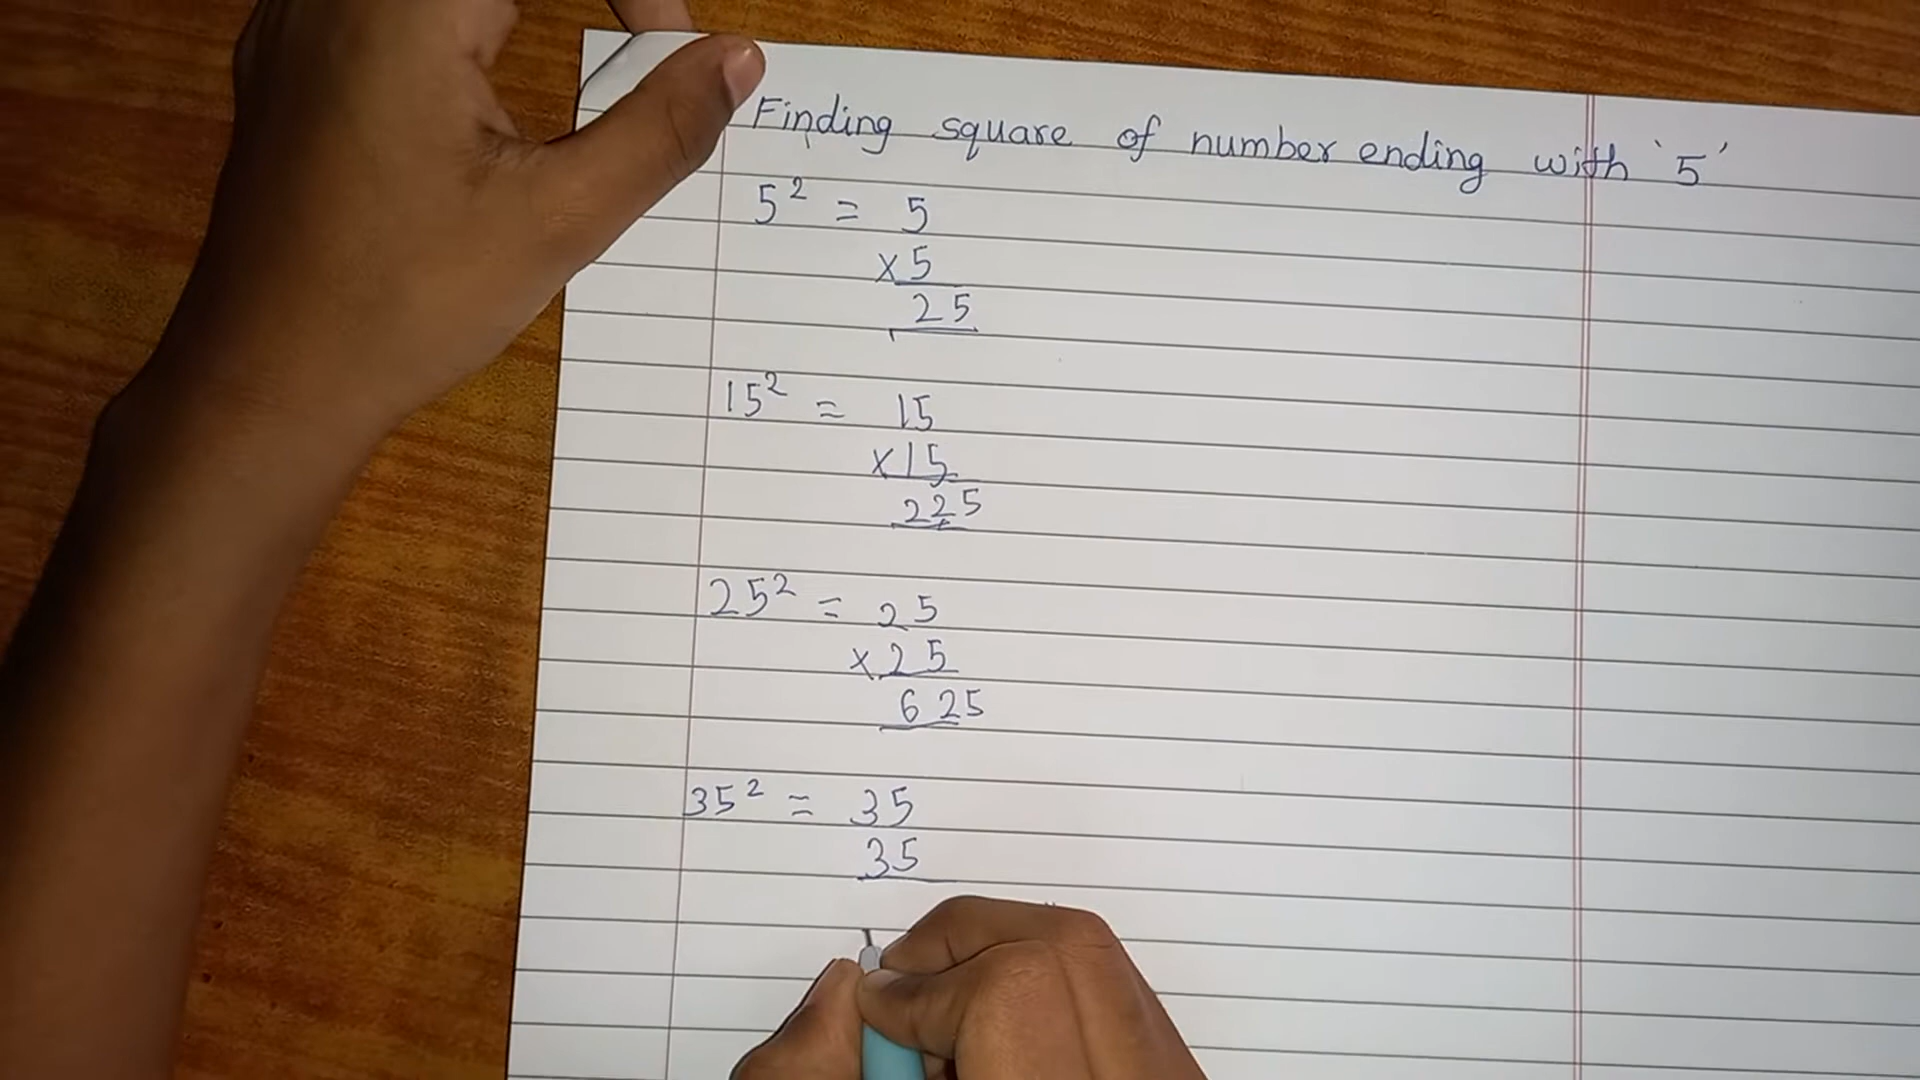 Finding square of number ending with '5'
5² = 5
x 5
25
15² = 15
x 15
225
25² = 25
x 25
625
35² = 35
35